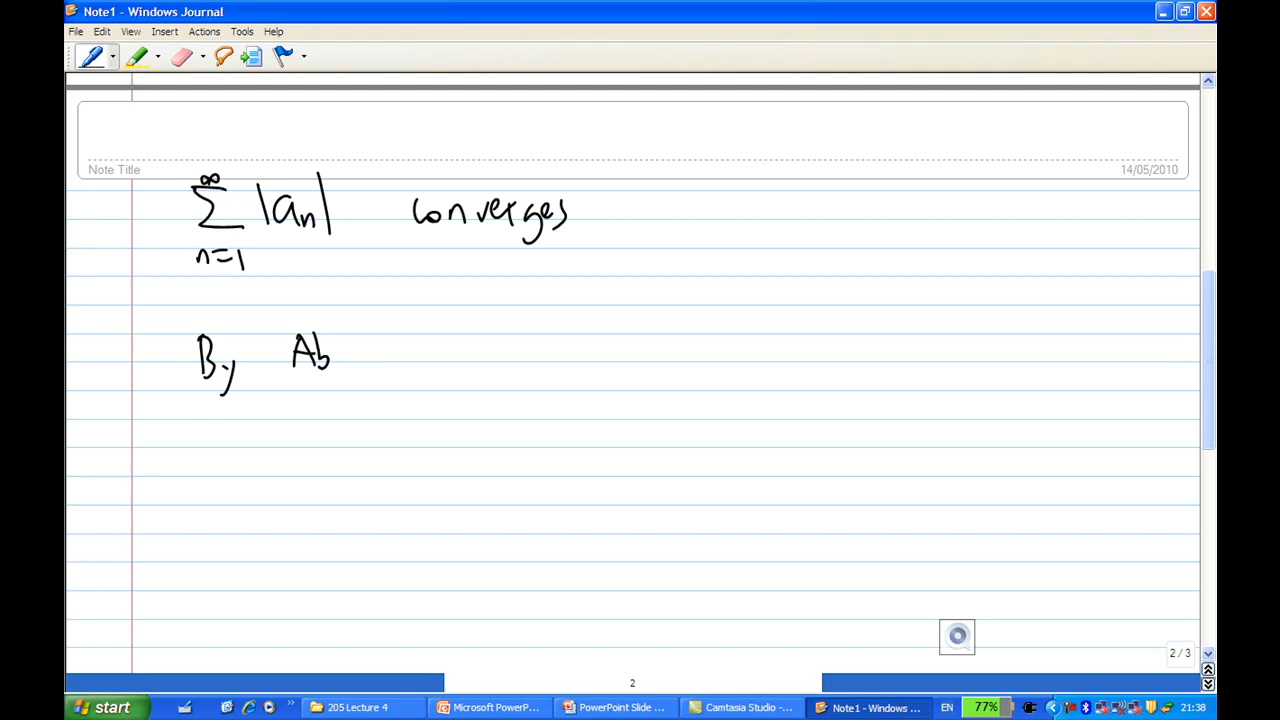 Note1 - Windows Journal
File Edit View Insert Actions Tools Help
Note Title
14/05/2010
∞
∑ |an| converges
n=1
By Ab
2 / 3
2
start
205 Lecture 4
Microsoft PowerP...
PowerPoint Slide ...
Camtasia Studio -...
Note1 - Windows ...
EN
77%
21:38